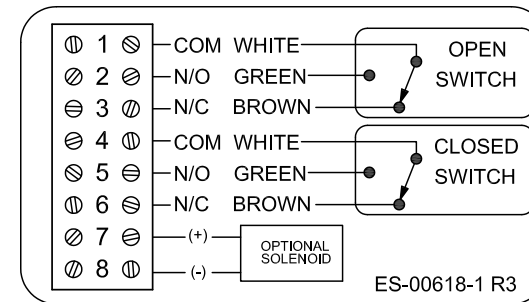 1 COM WHITE
2 N/O GREEN
3 N/C BROWN
OPEN
SWITCH
4 COM WHITE
5 N/O GREEN
6 N/C BROWN
CLOSED
SWITCH
7 (+)
8 (-)
OPTIONAL
SOLENOID
ES-00618-1 R3